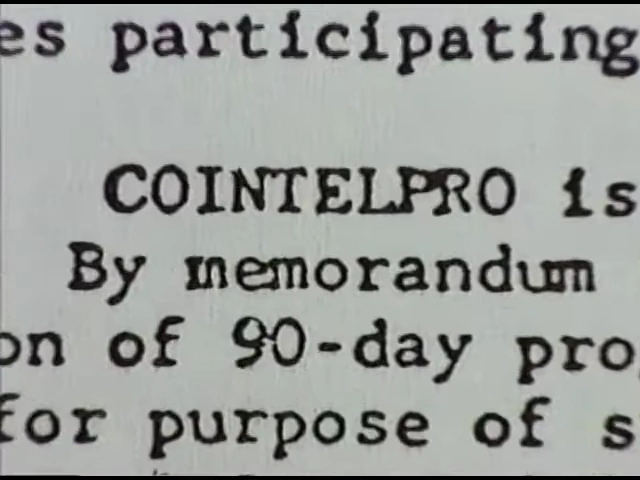 es participating
COINTELPRO is
By memorandum
on of 90-day pro
for purpose of s